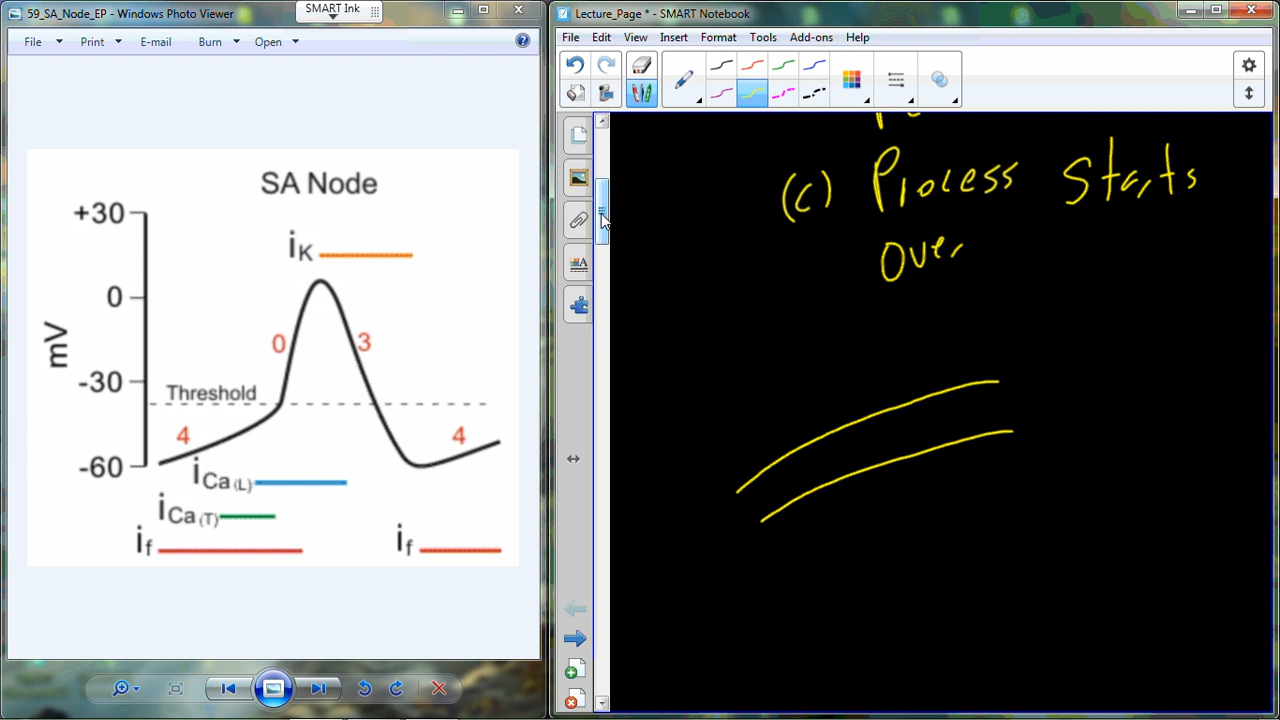 59_SA_Node_EP - Windows Photo Viewer
SMART Ink
File Print E-mail Burn Open
SA Node
+30
0
-30
-60
mV
iK
0
3
Threshold
4
4
iCa(L)
iCa(T)
if
if
Lecture_Page * - SMART Notebook
File Edit View Insert Format Tools Add-ons Help
(c) Process Starts
Over